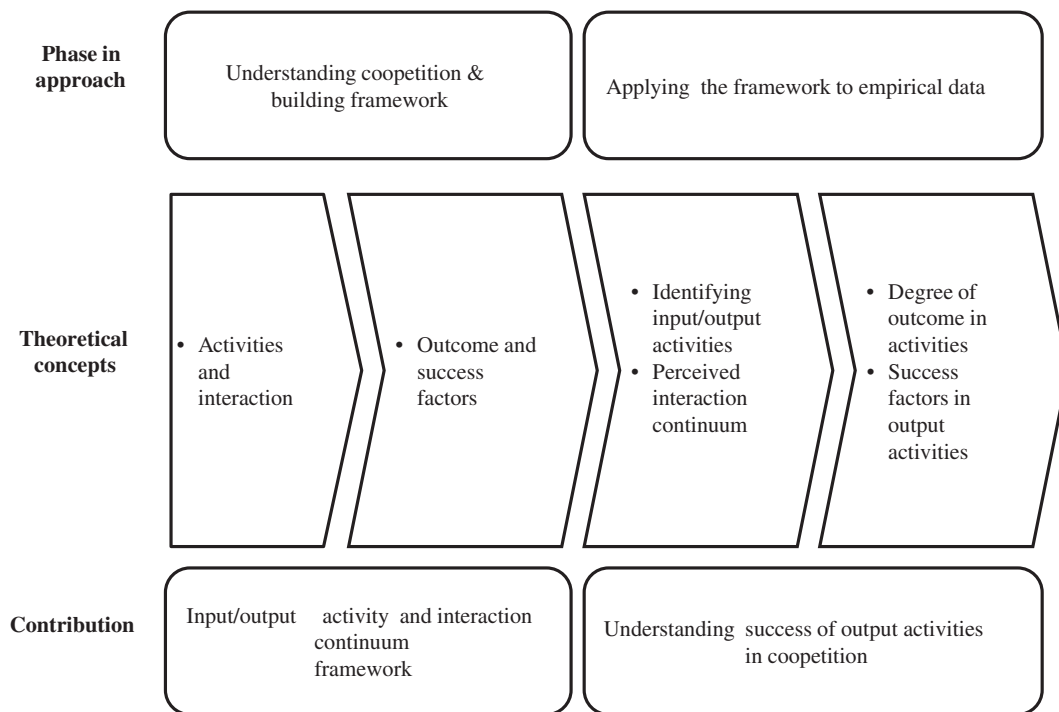 Phase in
approach
Understanding coopetition &
building framework
Applying the framework to empirical data
Theoretical
concepts
• Activities
and
interaction
• Outcome and
success
factors
• Identifying
input/output
activities
• Perceived
interaction
continuum
• Degree of
outcome in
activities
• Success
factors in
output
activities
Contribution
Input/output activity and interaction
continuum
framework
Understanding success of output activities
in coopetition